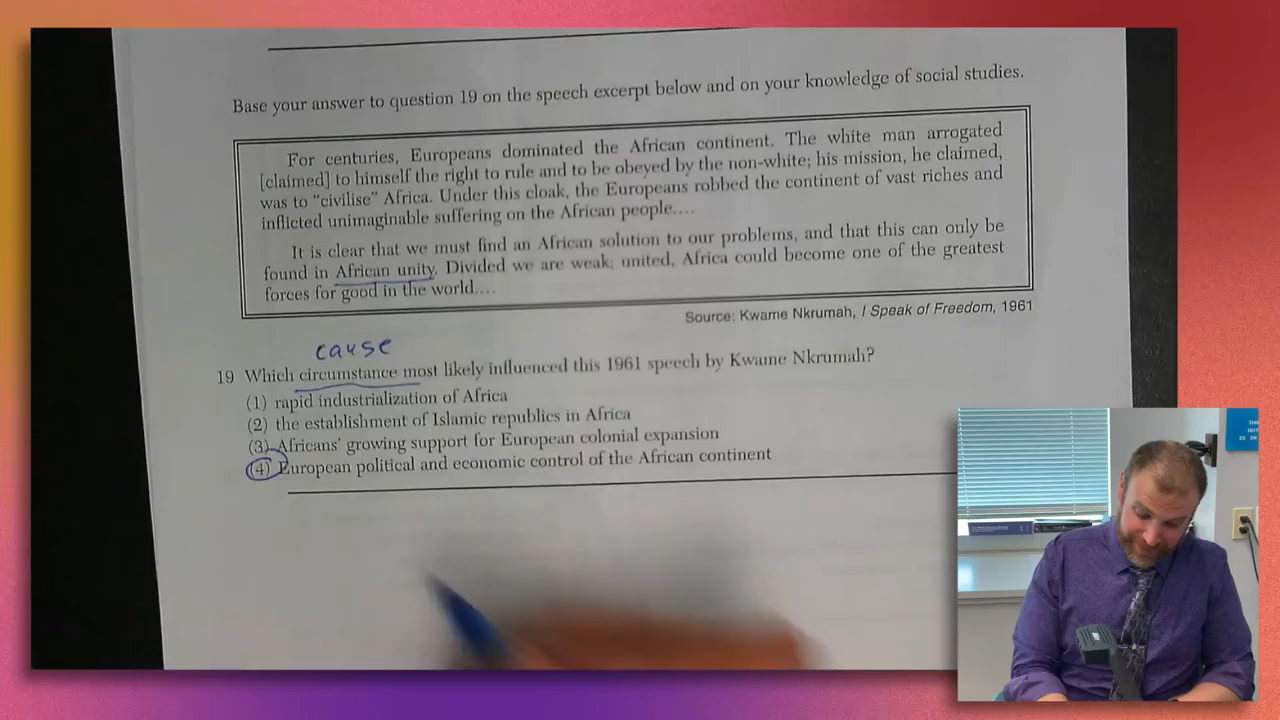 Base your answer to question 19 on the speech excerpt below and on your knowledge of social studies.
For centuries, Europeans dominated the African continent. The white man arrogated
[claimed] to himself the right to rule and to be obeyed by the non-white; his mission, he claimed,
was to “civilise” Africa. Under this cloak, the Europeans robbed the continent of vast riches and
inflicted unimaginable suffering on the African people....
It is clear that we must find an African solution to our problems, and that this can only be
found in African unity. Divided we are weak; united, Africa could become one of the greatest
forces for good in the world....
Source: Kwame Nkrumah, I Speak of Freedom, 1961
cause
19 Which circumstance most likely influenced this 1961 speech by Kwame Nkrumah?
(1) rapid industrialization of Africa
(2) the establishment of Islamic republics in Africa
(3) Africans’ growing support for European colonial expansion
(4) European political and economic control of the African continent